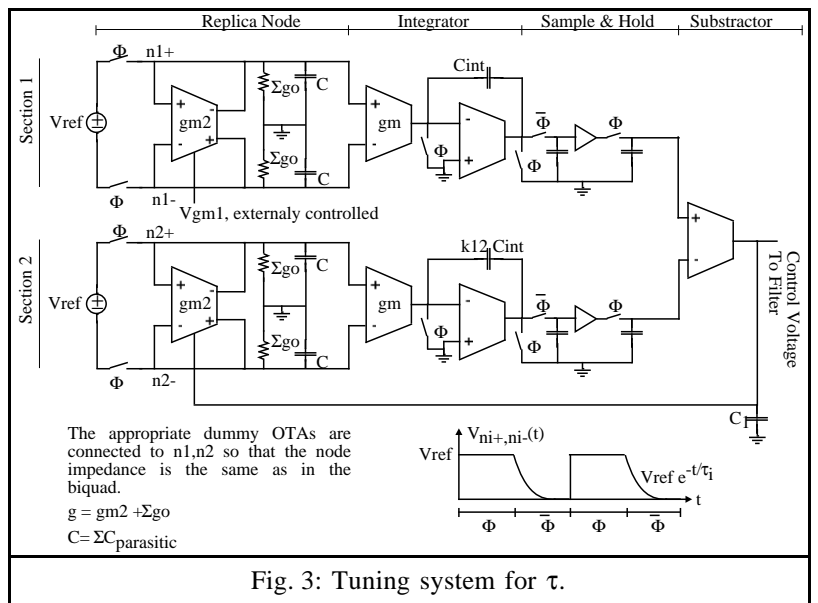 Replica Node Integrator Sample & Hold Substractor
Section 1
Φ n1+
Vref
+ - gm2 - +
Σgo C
Σgo C
Φ n1-
Vgm1, externaly controlled
+ gm -
Cint
Φ
- +
Φ̄ Φ
Φ
+ -
Section 2
Φ n2+
Vref
+ - gm2 - +
Σgo C
Σgo C
Φ n2-
+ gm -
k12 Cint
Φ
- +
Φ̄ Φ
Φ
Control Voltage
To Filter
C1
The appropriate dummy OTAs are
connected to n1,n2 so that the node
impedance is the same as in the
biquad.
g = gm2 +Σgo
C= ΣCparasitic
Vni+,ni-(t)
Vref
Vref e-t/τi
t
Φ Φ̄ Φ Φ̄
Fig. 3: Tuning system for τ.